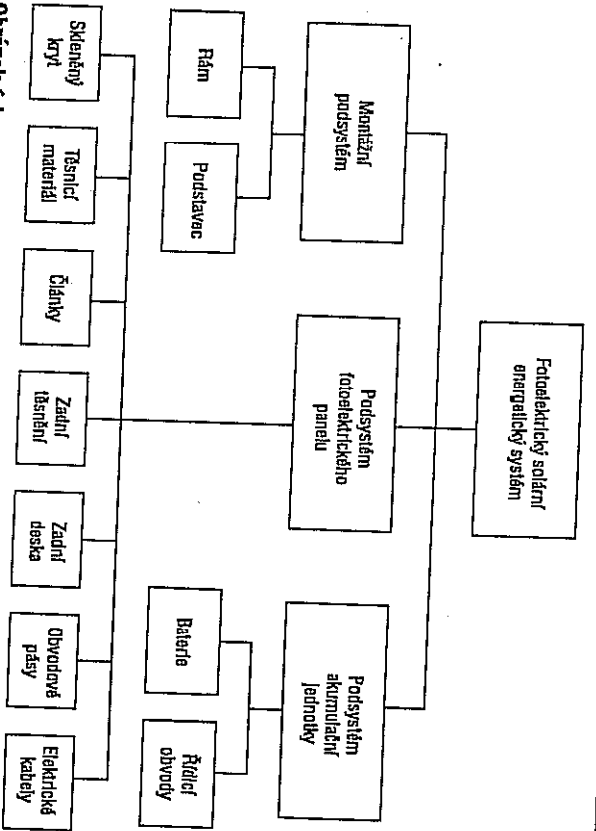 Fotoelektrický solární
energetický systém
Montážní
podsystém
Podsystém
fotoelektrického
panelu
Podsystém
akumulační
jednotky
Rám
Podstavec
Baterie
Řídicí
obvody
Skleněný
kryt
Těsnicí
materiál
Články
Zadní
těsnění
Zadní
deska
Obvodové
pásy
Elektrické
kabely